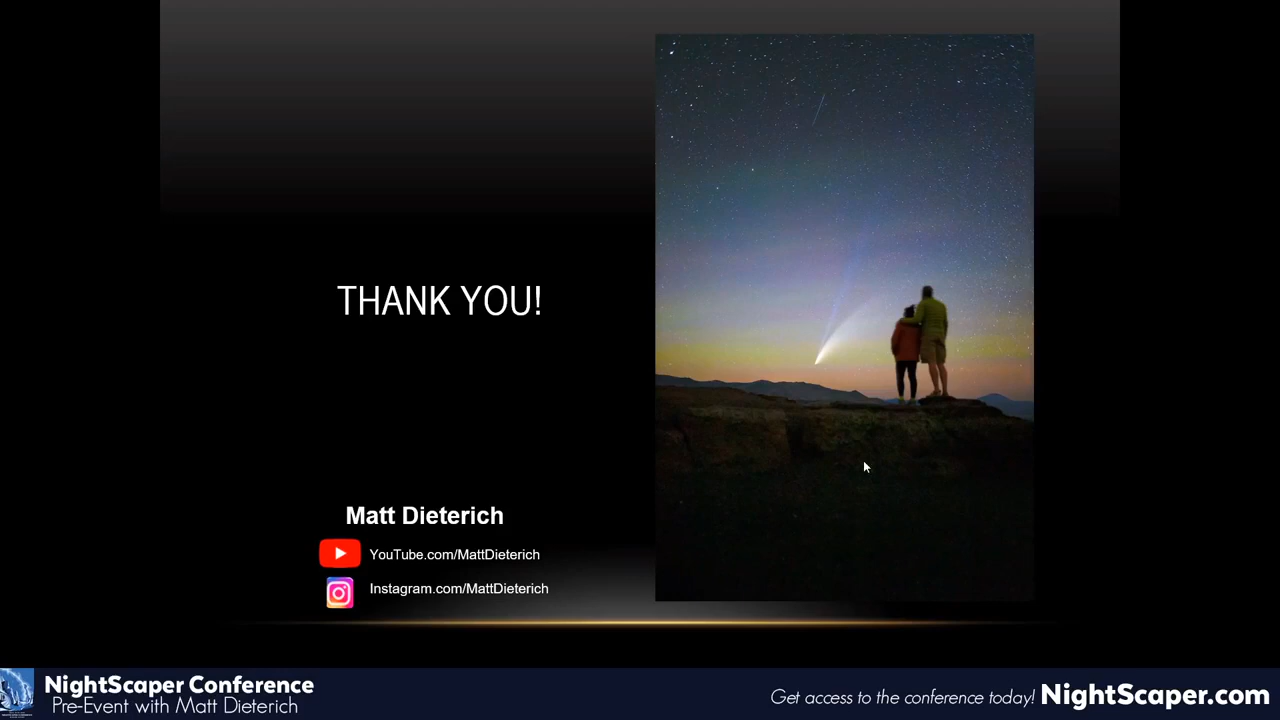 THANK YOU!
Matt Dieterich
YouTube.com/MattDieterich
Instagram.com/MattDieterich
NightScaper Conference
Pre-Event with Matt Dieterich
Get access to the conference today! NightScaper.com